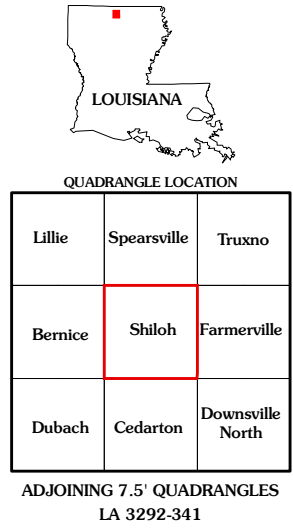 LOUISIANA
QUADRANGLE LOCATION
Lillie Spearsville Truxno
Bernice Shiloh Farmerville
Dubach Cedarton Downsville North
ADJOINING 7.5' QUADRANGLES
LA 3292-341